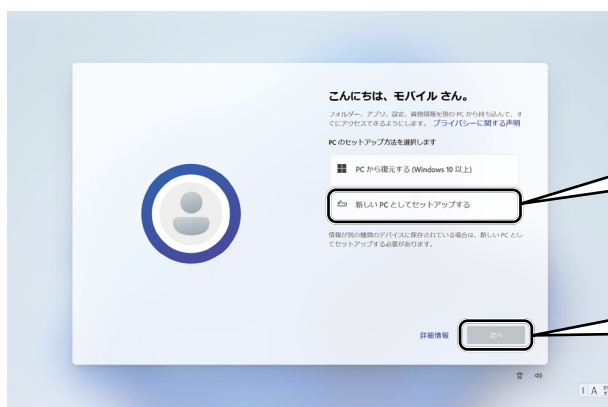 こんにちは、モバイル さん。
フォルダー、アプリ、設定、資格情報を別の PC から持ち込んで、す
ぐにアクセスできるようにします。 プライバシーに関する声明
PC のセットアップ方法を選択します
PC から復元する (Windows 10 以上)
新しい PC としてセットアップする
情報が別の種類のデバイスに保存されている場合は、新しい PC とし
てセットアップする必要があります。
詳細情報
次へ
A